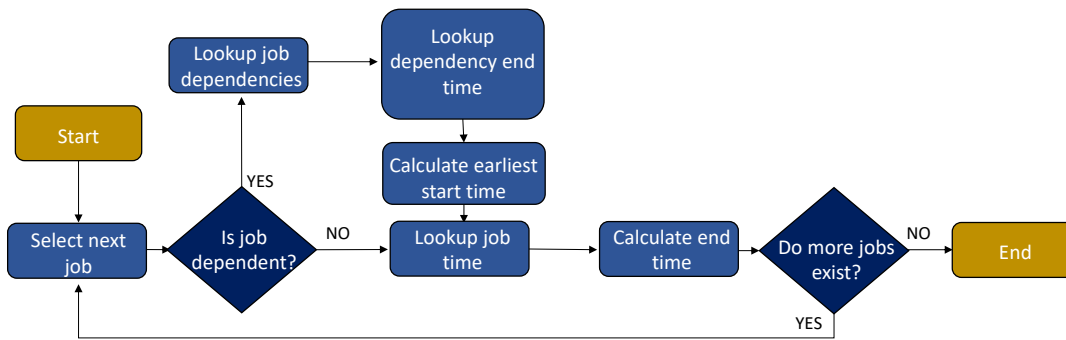 Lookup job
dependencies
Lookup
dependency end
time
Start
YES
Calculate earliest
start time
Select next
job
Is job
dependent?
NO
Lookup job
time
Calculate end
time
Do more jobs
exist?
NO
End
YES